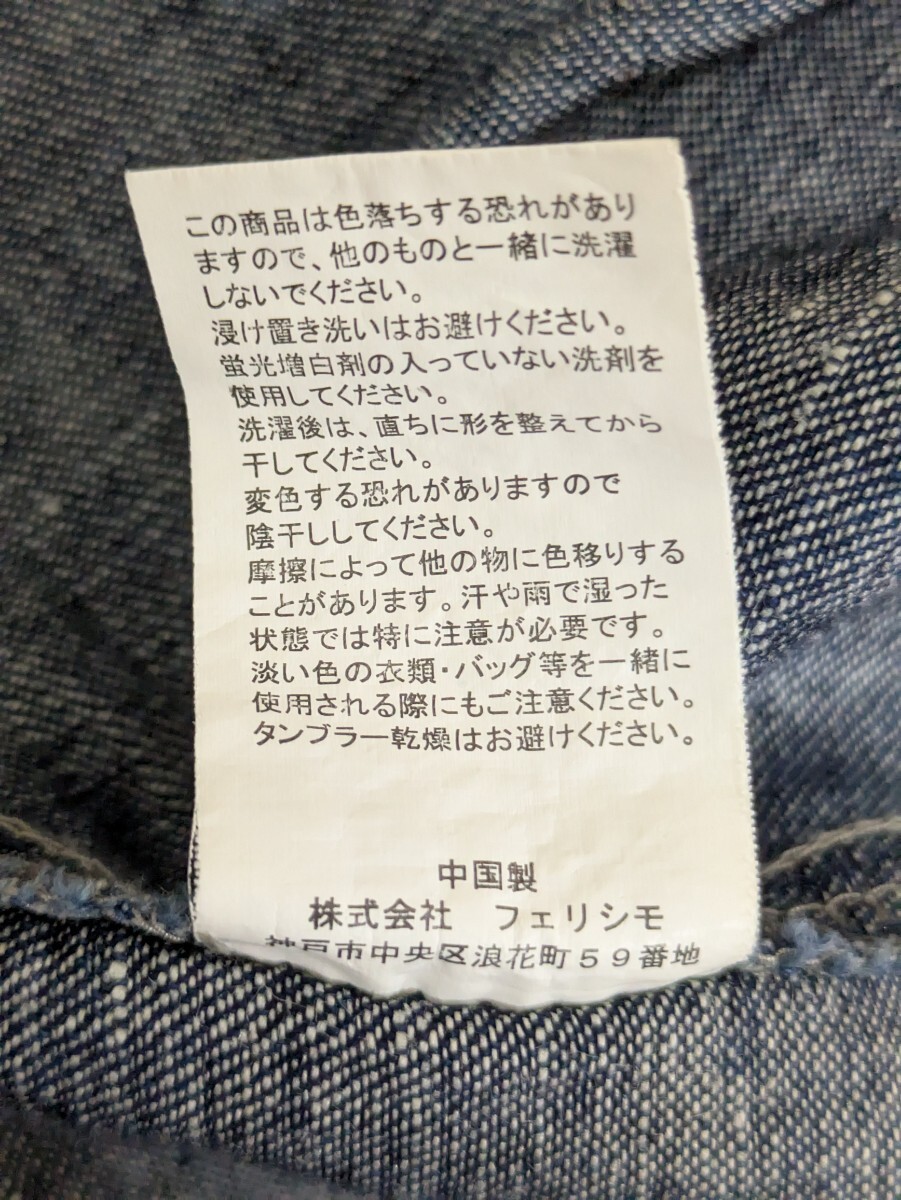 この商品は色落ちする恐れがあり
ますので、他のものと一緒に洗濯
しないでください。
浸け置き洗いはお避けください。
蛍光増白剤の入っていない洗剤を
使用してください。
洗濯後は、直ちに形を整えてから
干してください。
変色する恐れがありますので
陰干ししてください。
摩擦によって他の物に色移りする
ことがあります。汗や雨で湿った
状態では特に注意が必要です。
淡い色の衣類・バッグ等を一緒に
使用される際にもご注意ください。
タンブラー乾燥はお避けください。
中国製
株式会社 フェリシモ
神戸市中央区浪花町59番地